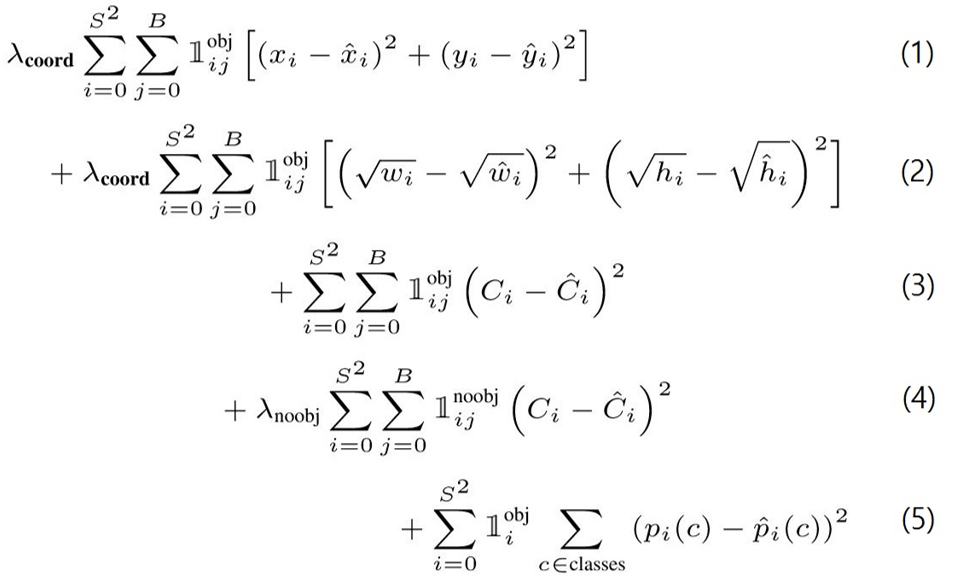 λcoord ∑_{i=0}^{S^2} ∑_{j=0}^{B} 𝟙_{ij}^{obj} [(x_i − x̂_i)^2 + (y_i − ŷ_i)^2] (1)
+ λcoord ∑_{i=0}^{S^2} ∑_{j=0}^{B} 𝟙_{ij}^{obj} [(√w_i − √ŵ_i)^2 + (√h_i − √ĥ_i)^2] (2)
+ ∑_{i=0}^{S^2} ∑_{j=0}^{B} 𝟙_{ij}^{obj} (C_i − Ĉ_i)^2 (3)
+ λnoobj ∑_{i=0}^{S^2} ∑_{j=0}^{B} 𝟙_{ij}^{noobj} (C_i − Ĉ_i)^2 (4)
+ ∑_{i=0}^{S^2} 𝟙_{i}^{obj} ∑_{c∈classes} (p_i(c) − p̂_i(c))^2 (5)